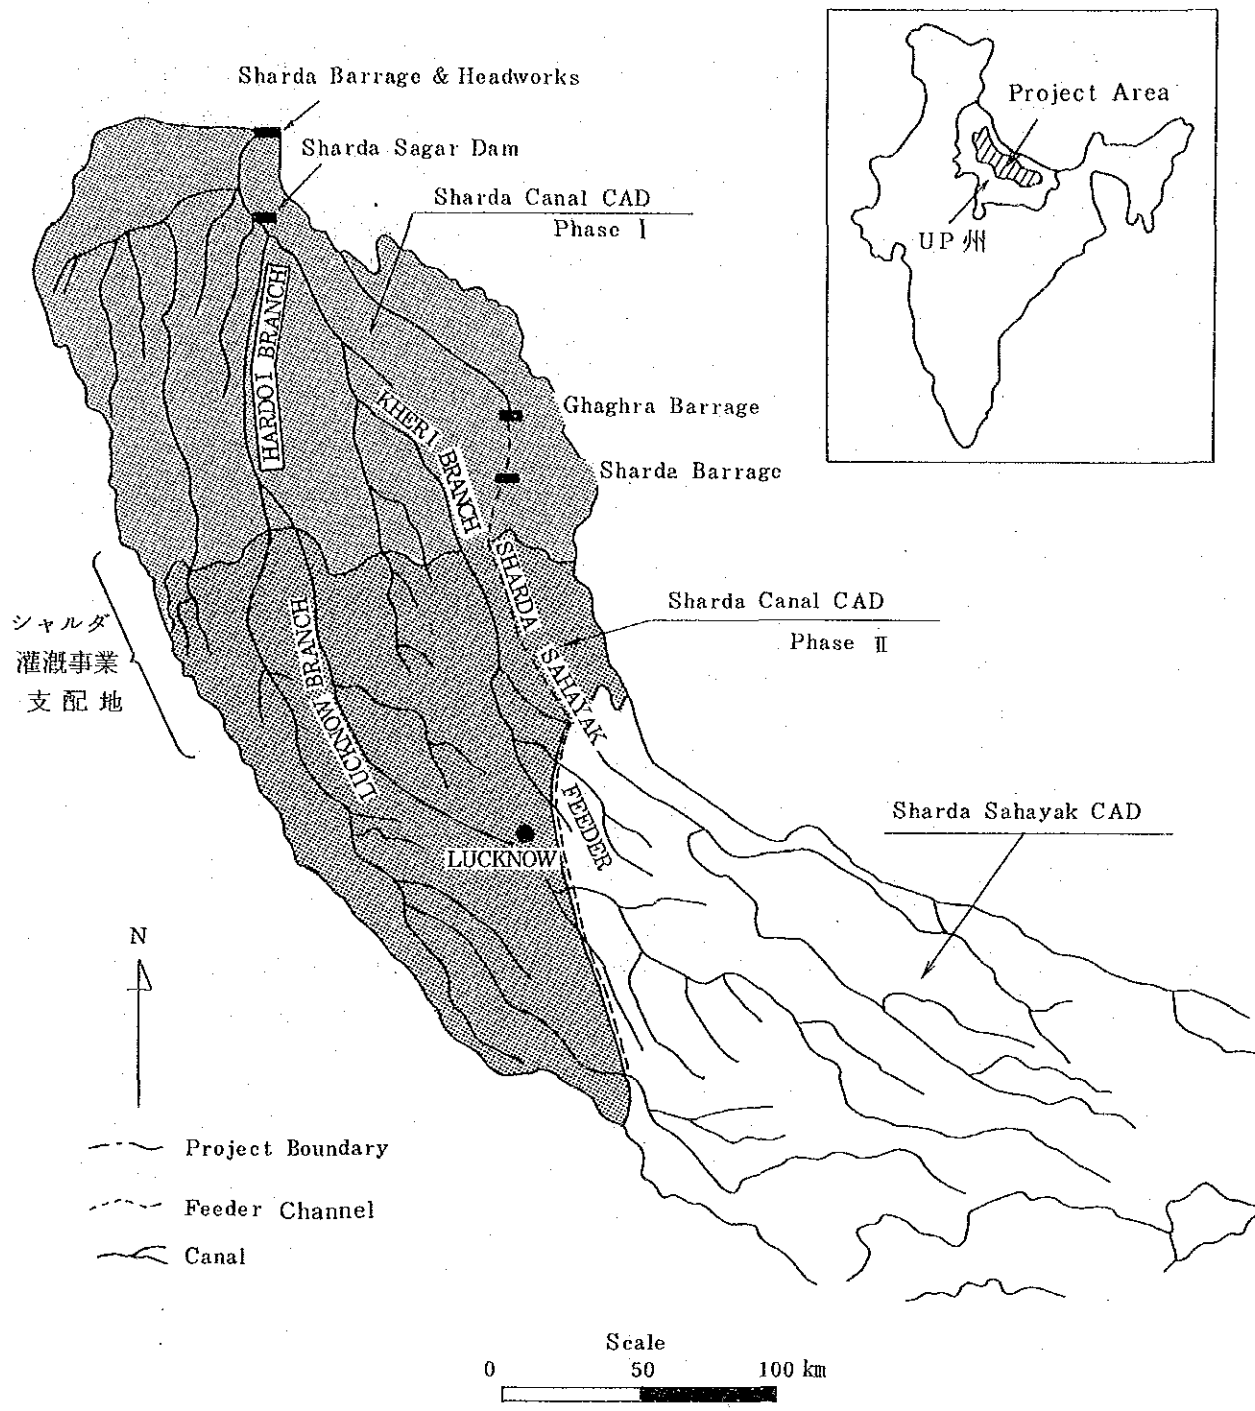 Sharda Barrage & Headworks
Sharda Sagar Dam
Sharda Canal CAD
Phase Ⅰ
Project Area
UP州
HARDOI BRANCH
KHERI BRANCH
Ghaghra Barrage
Sharda Barrage
SHARDA SAHAYAK
FEEDER
シャルダ
灌漑事業
支配地
LUCKNOW BRANCH
Sharda Canal CAD
Phase Ⅱ
Sharda Sahayak CAD
LUCKNOW
N
Project Boundary
Feeder Channel
Canal
Scale
0 50 100 km